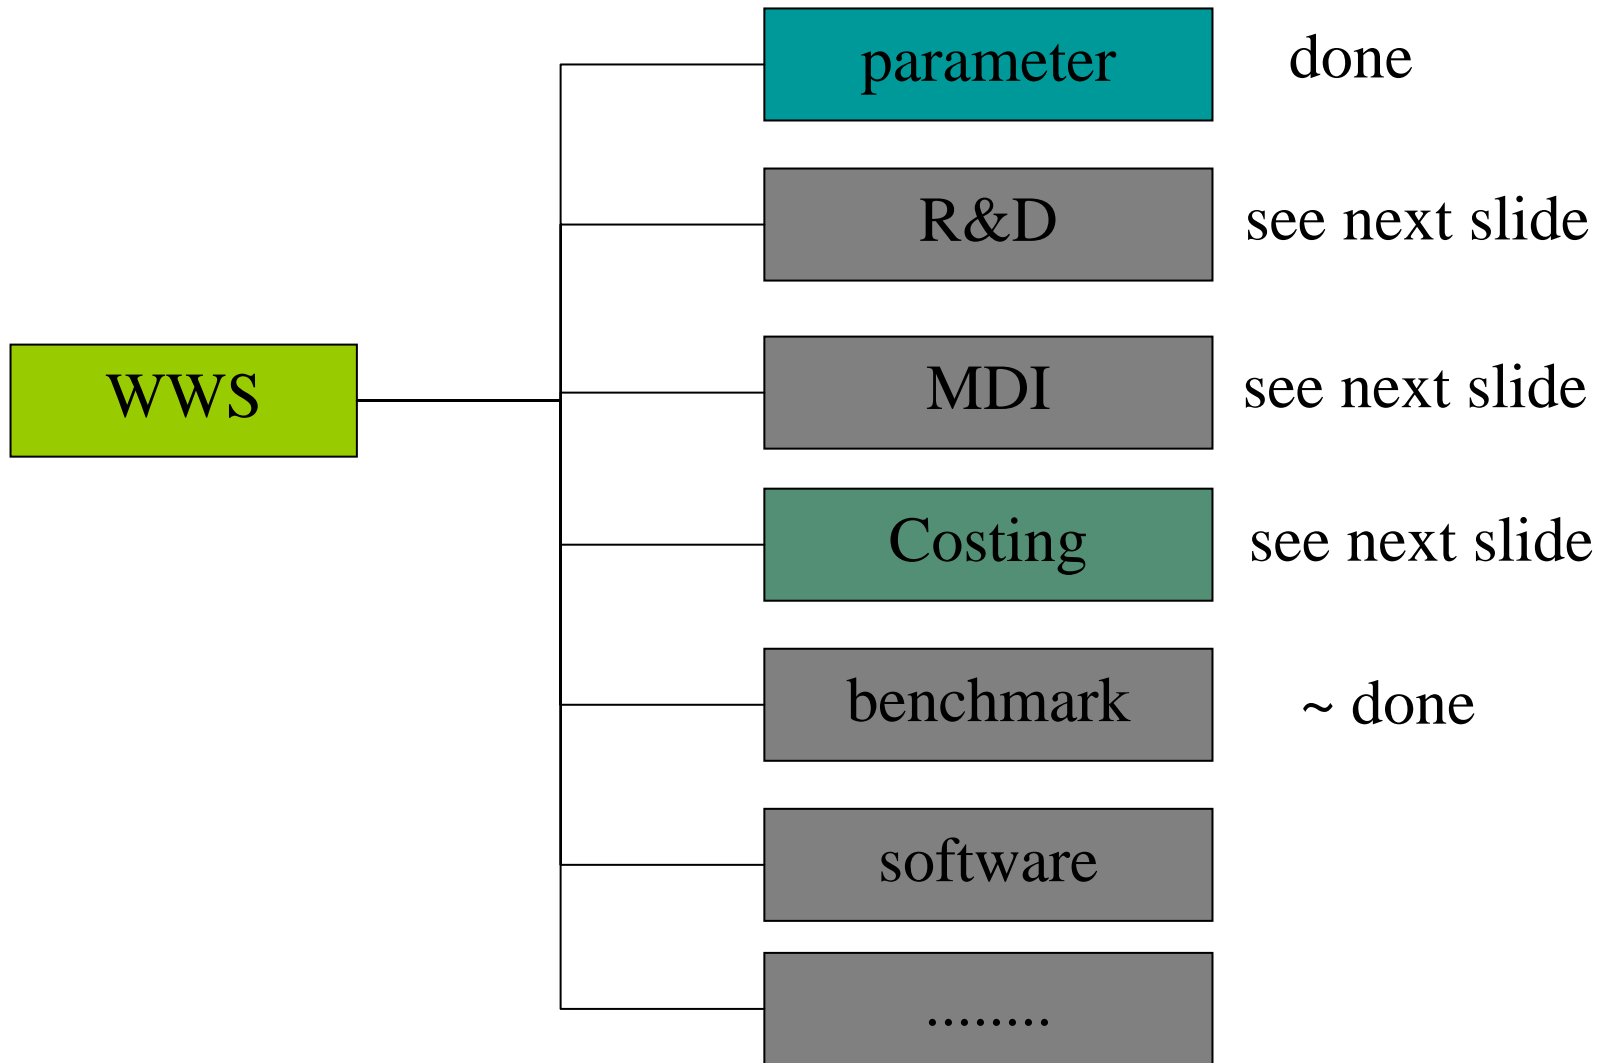 parameter done
R&D see next slide
MDI see next slide
WWS
Costing see next slide
benchmark ~ done
software
........